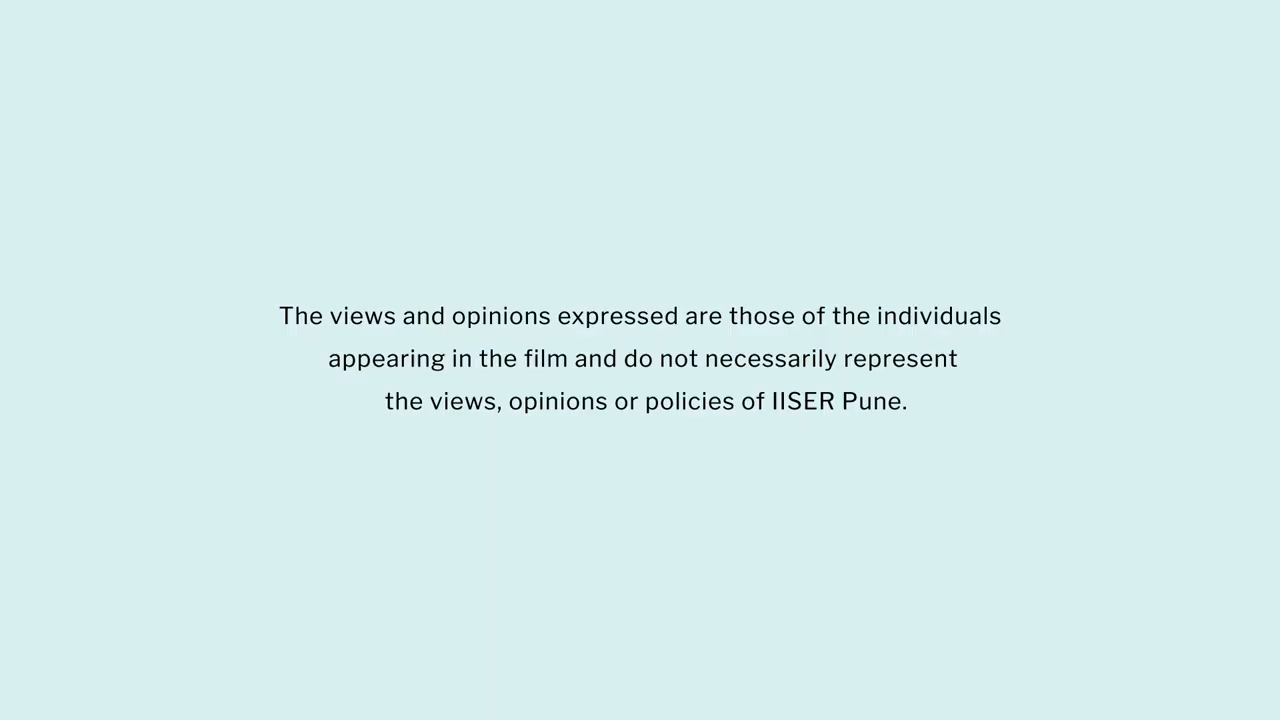 The views and opinions expressed are those of the individuals
appearing in the film and do not necessarily represent
the views, opinions or policies of IISER Pune.